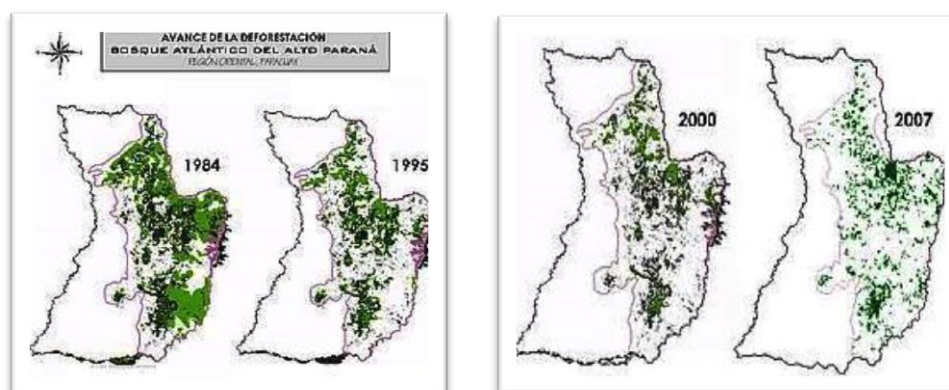 AVANCE DE LA DEFORESTACIÓN
BOSQUE ATLÁNTICO DEL ALTO PARANÁ
REGIÓN ORIENTAL, PARAGUAY
1984
1995
2000
2007